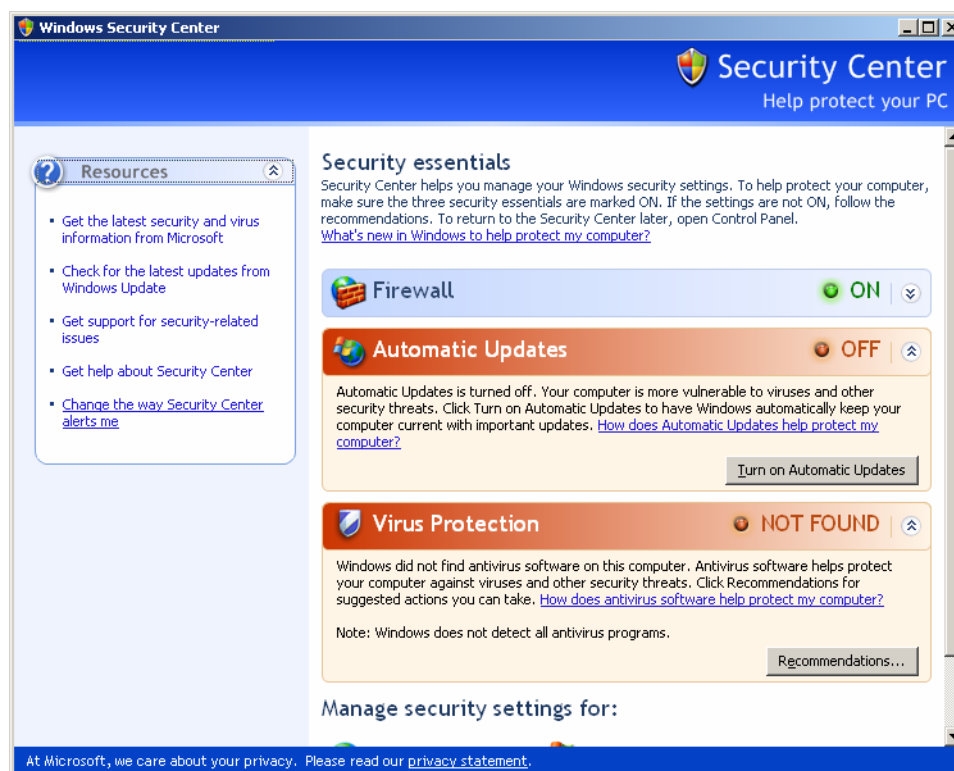 Windows Security Center
Security Center
Help protect your PC
Resources
Get the latest security and virus
information from Microsoft
Check for the latest updates from
Windows Update
Get support for security-related
issues
Get help about Security Center
Change the way Security Center
alerts me
Security essentials
Security Center helps you manage your Windows security settings. To help protect your computer,
make sure the three security essentials are marked ON. If the settings are not ON, follow the
recommendations. To return to the Security Center later, open Control Panel.
What's new in Windows to help protect my computer?
Firewall ON
Automatic Updates OFF
Automatic Updates is turned off. Your computer is more vulnerable to viruses and other
security threats. Click Turn on Automatic Updates to have Windows automatically keep your
computer current with important updates. How does Automatic Updates help protect my
computer?
Turn on Automatic Updates
Virus Protection NOT FOUND
Windows did not find antivirus software on this computer. Antivirus software helps protect
your computer against viruses and other security threats. Click Recommendations for
suggested actions you can take. How does antivirus software help protect my computer?
Note: Windows does not detect all antivirus programs.
Recommendations...
Manage security settings for:
At Microsoft, we care about your privacy. Please read our privacy statement.